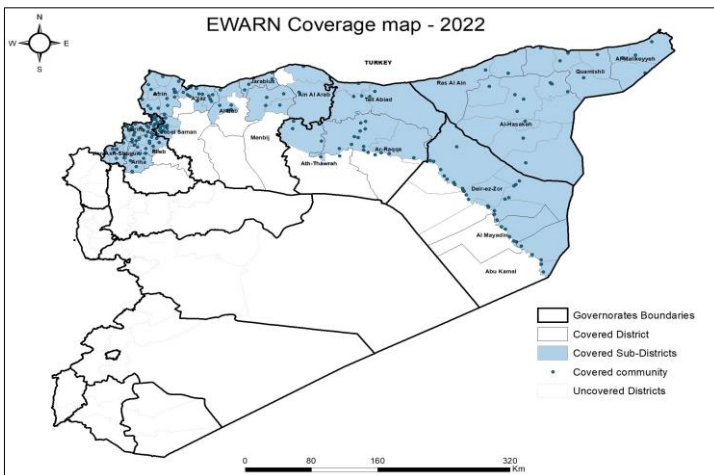 EWARN Coverage map - 2022
N
W
E
S
TURKEY
Jarablus
Afrin
Ain Al Arab
Tell Abiad
Ras Al Ain
Quamishli
Al-Malikeyyeh
Al-Hasakeh
Menbij
Ar-Raqqa
Ath-Thawrah
Ariha
Deir-ez-Zor
Al Mayadin
Abu Kamal
Governorates Boundaries
Covered District
Covered Sub-Districts
Covered community
Uncovered Districts
0 80 160 320
Km